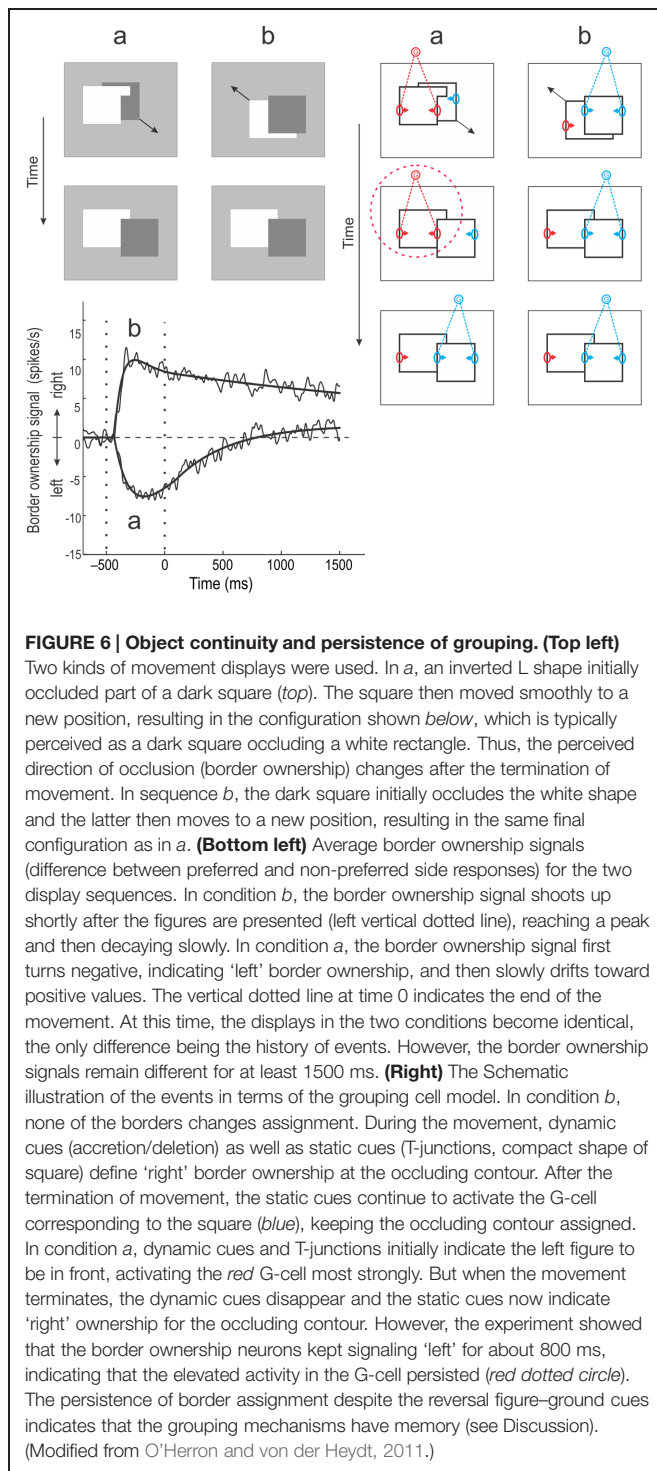 a
b
a
b
Time
Time
G
G
G
G
G
G
Border ownership signal (spikes/s)
left
right
15
10
5
0
-5
-10
-15
b
a
−500
0
500
1000
1500
Time (ms)
FIGURE 6 | Object continuity and persistence of grouping. (Top left)
Two kinds of movement displays were used. In a, an inverted L shape initially
occluded part of a dark square (top). The square then moved smoothly to a
new position, resulting in the configuration shown below, which is typically
perceived as a dark square occluding a white rectangle. Thus, the perceived
direction of occlusion (border ownership) changes after the termination of
movement. In sequence b, the dark square initially occludes the white shape
and the latter then moves to a new position, resulting in the same final
configuration as in a. (Bottom left) Average border ownership signals
(difference between preferred and non-preferred side responses) for the two
display sequences. In condition b, the border ownership signal shoots up
shortly after the figures are presented (left vertical dotted line), reaching a peak
and then decaying slowly. In condition a, the border ownership signal first
turns negative, indicating ‘left’ border ownership, and then slowly drifts toward
positive values. The vertical dotted line at time 0 indicates the end of the
movement. At this time, the displays in the two conditions become identical,
the only difference being the history of events. However, the border ownership
signals remain different for at least 1500 ms. (Right) The Schematic
illustration of the events in terms of the grouping cell model. In condition b,
none of the borders changes assignment. During the movement, dynamic
cues (accretion/deletion) as well as static cues (T-junctions, compact shape of
square) define ‘right’ border ownership at the occluding contour. After the
termination of movement, the static cues continue to activate the G-cell
corresponding to the square (blue), keeping the occluding contour assigned.
In condition a, dynamic cues and T-junctions initially indicate the left figure to
be in front, activating the red G-cell most strongly. But when the movement
terminates, the dynamic cues disappear and the static cues now indicate
‘right’ ownership for the occluding contour. However, the experiment showed
that the border ownership neurons kept signaling ‘left’ for about 800 ms,
indicating that the elevated activity in the G-cell persisted (red dotted circle).
The persistence of border assignment despite the reversal figure–ground cues
indicates that the grouping mechanisms have memory (see Discussion).
(Modified from O’Herron and von der Heydt, 2011.)